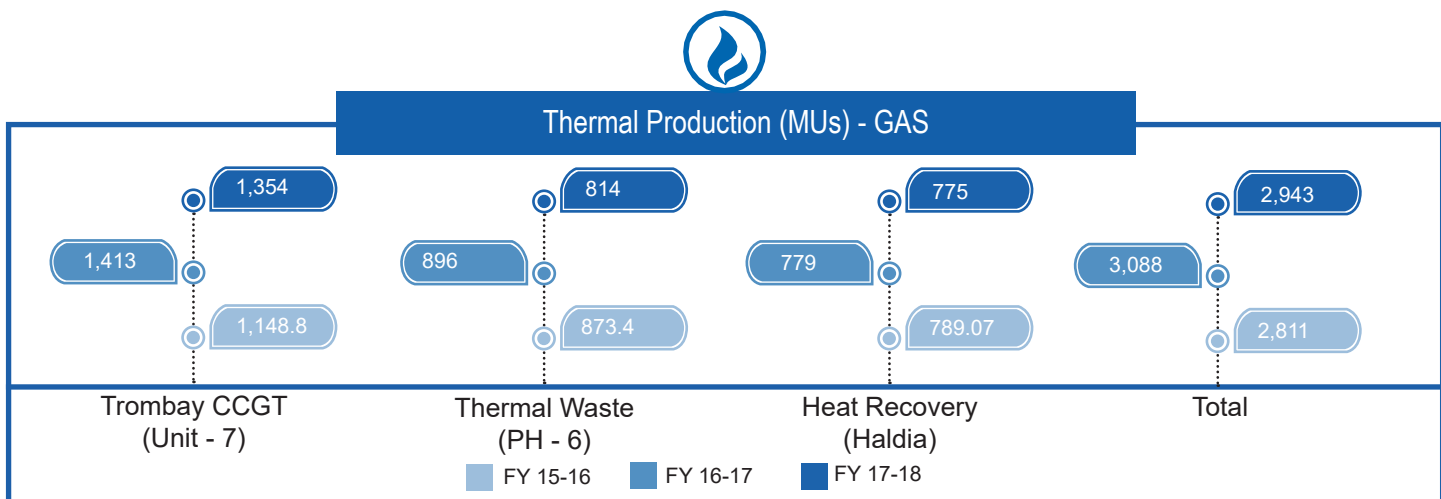 Thermal Production (MUs) - GAS
1,354
814
775
2,943
1,413
896
779
3,088
1,148.8
873.4
789.07
2,811
Trombay CCGT
(Unit - 7)
Thermal Waste
(PH - 6)
Heat Recovery
(Haldia)
Total
FY 15-16
FY 16-17
FY 17-18